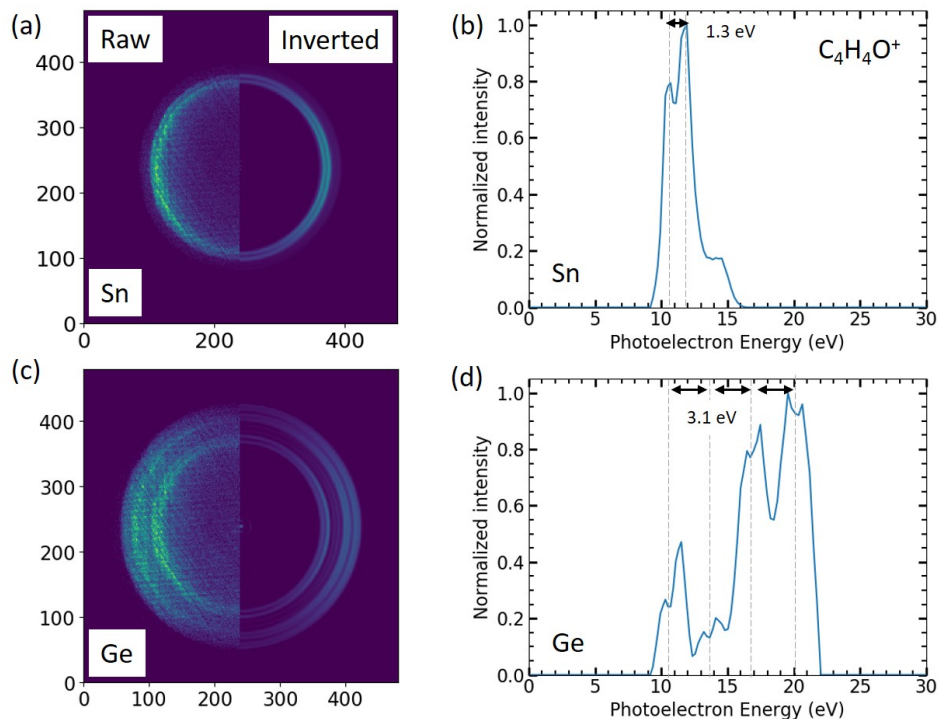 (a)
Raw
Inverted
Sn
400
300
200
100
0
0
200
400
(b)
1.3 eV
C₄H₄O⁺
Sn
Normalized intensity
1.0
0.8
0.6
0.4
0.2
0.0
0
5
10
15
20
25
30
Photoelectron Energy (eV)
(c)
Ge
400
300
200
100
0
0
100
200
300
400
(d)
3.1 eV
Ge
Normalized intensity
1.0
0.8
0.6
0.4
0.2
0.0
0
5
10
15
20
25
30
Photoelectron Energy (eV)